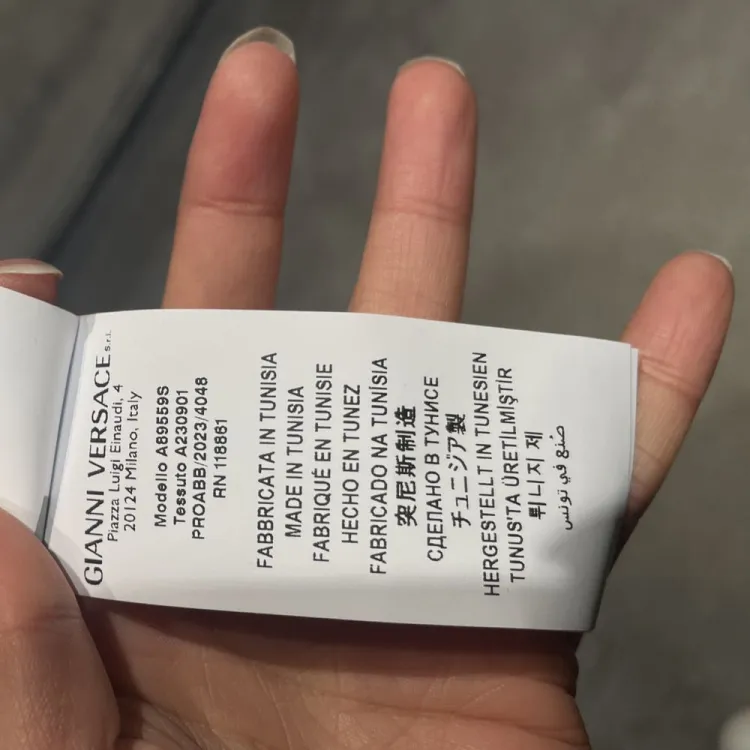 GIANNI VERSACE s.r.l.
Piazza Luigi Einaudi, 4
20124 Milano, Italy
Modello A89559S
Tessuto A230901
PROABB/2023/4048
RN 118861
FABBRICATA IN TUNISIA
MADE IN TUNISIA
FABRIQUÉ EN TUNISIE
HECHO EN TUNEZ
FABRICADO NA TUNÍSIA
突尼斯制造
СДЕЛАНО В ТУНИСЕ
チュニジア製
HERGESTELLT IN TUNESIEN
TUNUS'TA ÜRETİLMİŞTİR
튀니지 제
صنع في تونس